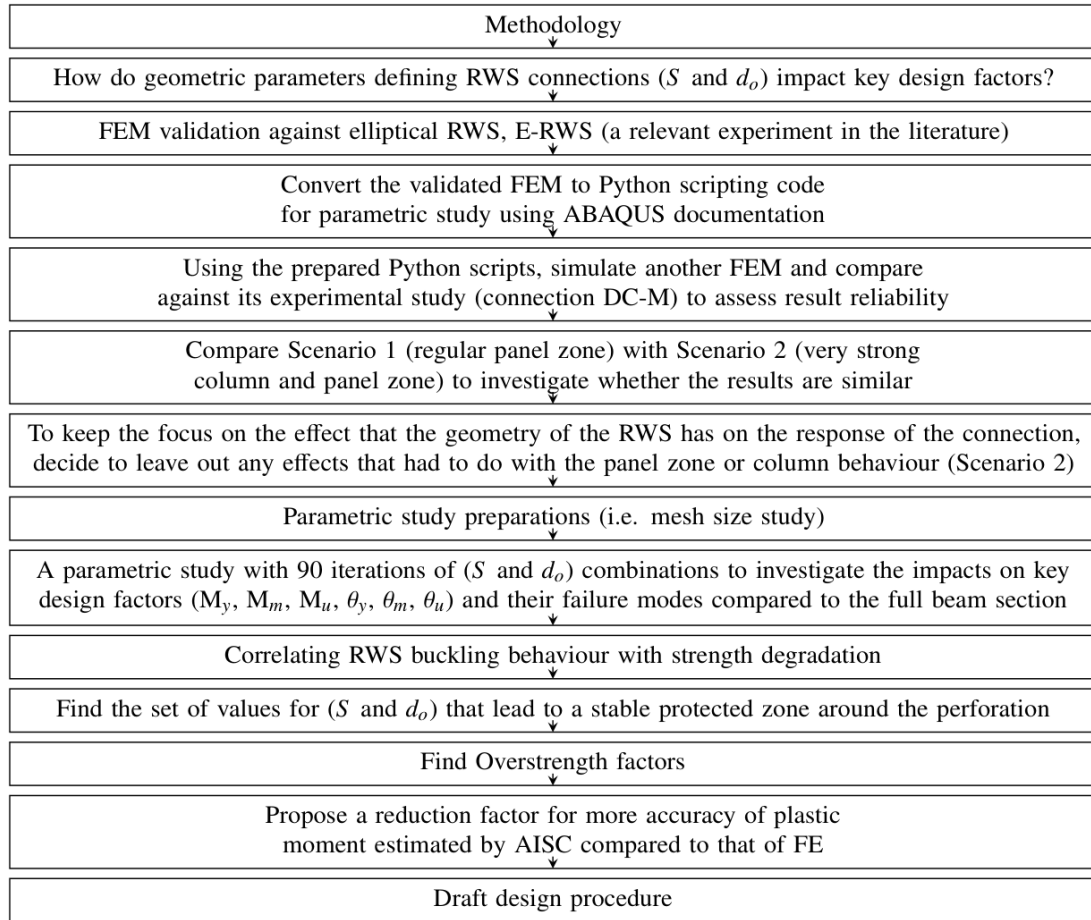 Methodology
How do geometric parameters defining RWS connections (S and dₒ) impact key design factors?
FEM validation against elliptical RWS, E-RWS (a relevant experiment in the literature)
Convert the validated FEM to Python scripting code
for parametric study using ABAQUS documentation
Using the prepared Python scripts, simulate another FEM and compare
against its experimental study (connection DC-M) to assess result reliability
Compare Scenario 1 (regular panel zone) with Scenario 2 (very strong
column and panel zone) to investigate whether the results are similar
To keep the focus on the effect that the geometry of the RWS has on the response of the connection,
decide to leave out any effects that had to do with the panel zone or column behaviour (Scenario 2)
Parametric study preparations (i.e. mesh size study)
A parametric study with 90 iterations of (S and dₒ) combinations to investigate the impacts on key
design factors (M_y, M_m, M_u, θ_y, θ_m, θ_u) and their failure modes compared to the full beam section
Correlating RWS buckling behaviour with strength degradation
Find the set of values for (S and dₒ) that lead to a stable protected zone around the perforation
Find Overstrength factors
Propose a reduction factor for more accuracy of plastic
moment estimated by AISC compared to that of FE
Draft design procedure